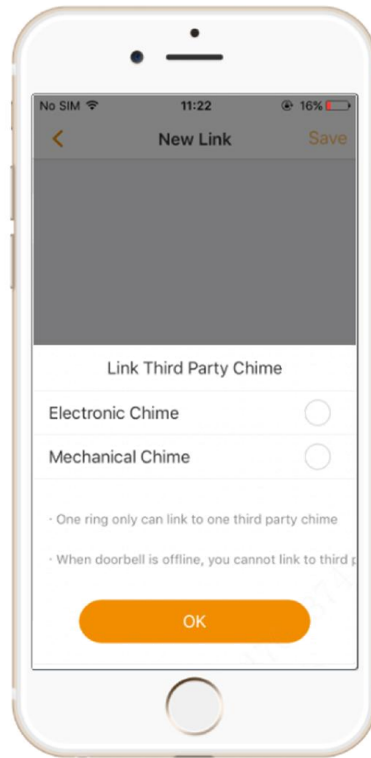 No SIM 11:22 16%
New Link Save
Link Third Party Chime
Electronic Chime
Mechanical Chime
· One ring only can link to one third party chime
· When doorbell is offline, you cannot link to third
OK